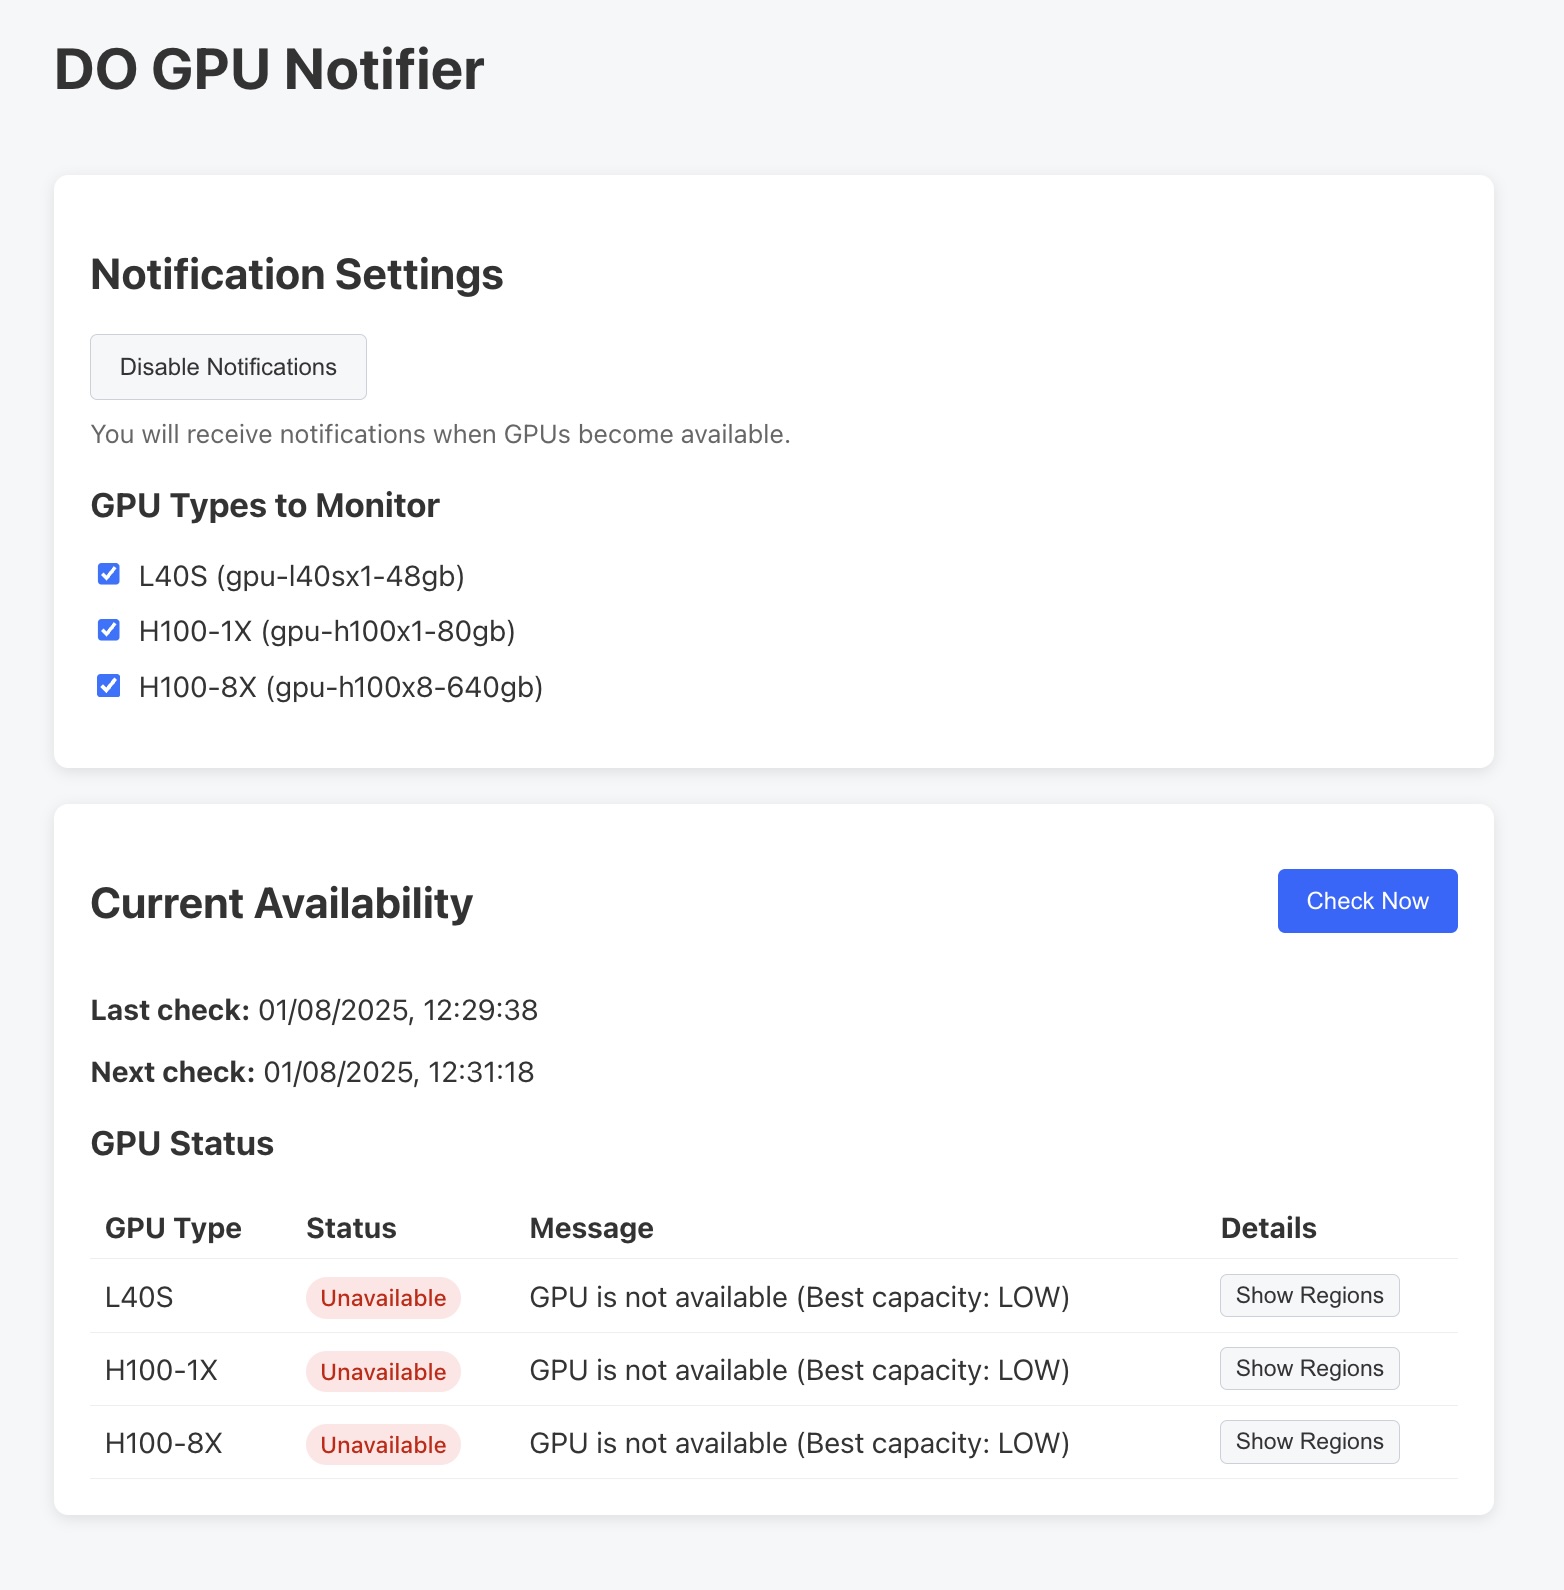 DO GPU Notifier
Notification Settings
Disable Notifications
You will receive notifications when GPUs become available.
GPU Types to Monitor
L40S (gpu-l40sx1-48gb)
H100-1X (gpu-h100x1-80gb)
H100-8X (gpu-h100x8-640gb)
Current Availability
Check Now
Last check: 01/08/2025, 12:29:38
Next check: 01/08/2025, 12:31:18
GPU Status
GPU Type Status Message Details
L40S Unavailable GPU is not available (Best capacity: LOW) Show Regions
H100-1X Unavailable GPU is not available (Best capacity: LOW) Show Regions
H100-8X Unavailable GPU is not available (Best capacity: LOW) Show Regions